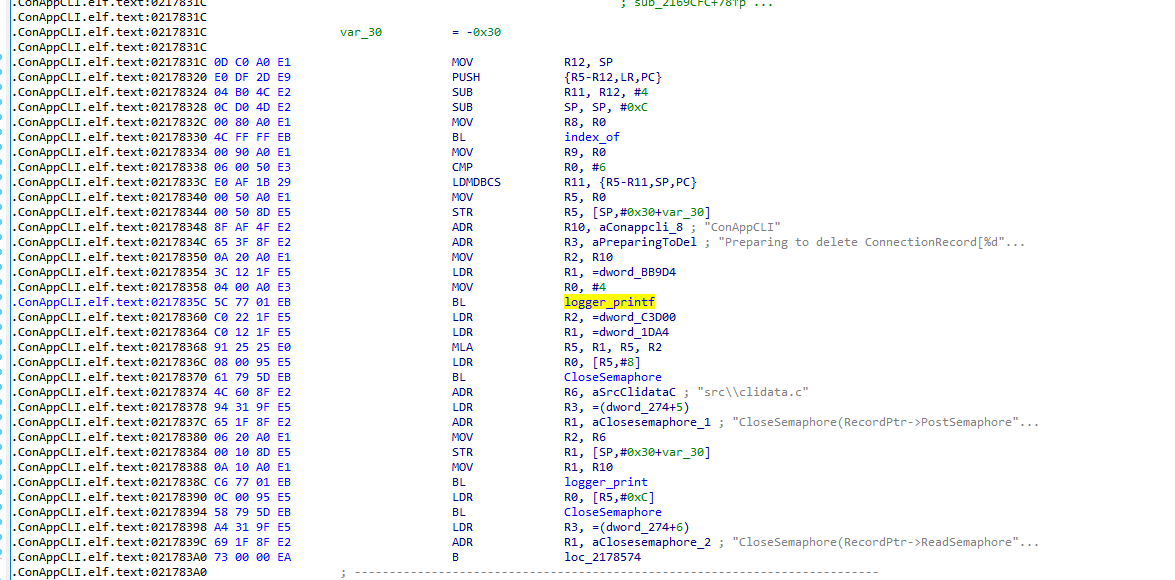 .ConAppCLI.elf.text:0217831C ; sub_2169CFC+78↑p ...
.ConAppCLI.elf.text:0217831C
.ConAppCLI.elf.text:0217831C var_30 = -0x30
.ConAppCLI.elf.text:0217831C
.ConAppCLI.elf.text:0217831C 0D C0 A0 E1 MOV R12, SP
.ConAppCLI.elf.text:02178320 E0 DF 2D E9 PUSH {R5-R12,LR,PC}
.ConAppCLI.elf.text:02178324 04 B0 4C E2 SUB R11, R12, #4
.ConAppCLI.elf.text:02178328 0C D0 4D E2 SUB SP, SP, #0xC
.ConAppCLI.elf.text:0217832C 00 80 A0 E1 MOV R8, R0
.ConAppCLI.elf.text:02178330 4C FF FF EB BL index_of
.ConAppCLI.elf.text:02178334 00 90 A0 E1 MOV R9, R0
.ConAppCLI.elf.text:02178338 06 00 50 E3 CMP R0, #6
.ConAppCLI.elf.text:0217833C E0 AF 1B 29 LDMDBCS R11, {R5-R11,SP,PC}
.ConAppCLI.elf.text:02178340 00 50 A0 E1 MOV R5, R0
.ConAppCLI.elf.text:02178344 00 50 8D E5 STR R5, [SP,#0x30+var_30]
.ConAppCLI.elf.text:02178348 8F AF 4F E2 ADR R10, aConappcli_8 ; "ConAppCLI"
.ConAppCLI.elf.text:0217834C 65 3F 8F E2 ADR R3, aPreparingToDel ; "Preparing to delete ConnectionRecord[%d"...
.ConAppCLI.elf.text:02178350 0A 20 A0 E1 MOV R2, R10
.ConAppCLI.elf.text:02178354 3C 12 1F E5 LDR R1, =dword_BB9D4
.ConAppCLI.elf.text:02178358 04 00 A0 E3 MOV R0, #4
.ConAppCLI.elf.text:0217835C 5C 77 01 EB BL logger_printf
.ConAppCLI.elf.text:02178360 C0 22 1F E5 LDR R2, =dword_C3D00
.ConAppCLI.elf.text:02178364 C0 12 1F E5 LDR R1, =dword_1DA4
.ConAppCLI.elf.text:02178368 91 25 25 E0 MLA R5, R1, R5, R2
.ConAppCLI.elf.text:0217836C 08 00 95 E5 LDR R0, [R5,#8]
.ConAppCLI.elf.text:02178370 61 79 5D EB BL CloseSemaphore
.ConAppCLI.elf.text:02178374 4C 60 8F E2 ADR R6, aSrcClidataC ; "src\\clidata.c"
.ConAppCLI.elf.text:02178378 94 31 9F E5 LDR R3, =(dword_274+5)
.ConAppCLI.elf.text:0217837C 65 1F 8F E2 ADR R1, aClosesemaphore_1 ; "CloseSemaphore(RecordPtr->PostSemaphore"...
.ConAppCLI.elf.text:02178380 06 20 A0 E1 MOV R2, R6
.ConAppCLI.elf.text:02178384 00 10 8D E5 STR R1, [SP,#0x30+var_30]
.ConAppCLI.elf.text:02178388 0A 10 A0 E1 MOV R1, R10
.ConAppCLI.elf.text:0217838C C6 77 01 EB BL logger_print
.ConAppCLI.elf.text:02178390 0C 00 95 E5 LDR R0, [R5,#0xC]
.ConAppCLI.elf.text:02178394 58 79 5D EB BL CloseSemaphore
.ConAppCLI.elf.text:02178398 A4 31 9F E5 LDR R3, =(dword_274+6)
.ConAppCLI.elf.text:0217839C 69 1F 8F E2 ADR R1, aClosesemaphore_2 ; "CloseSemaphore(RecordPtr->ReadSemaphore"...
.ConAppCLI.elf.text:021783A0 73 00 00 EA B loc_2178574
.ConAppCLI.elf.text:021783A0 ; ---------------------------------------------------------------------------